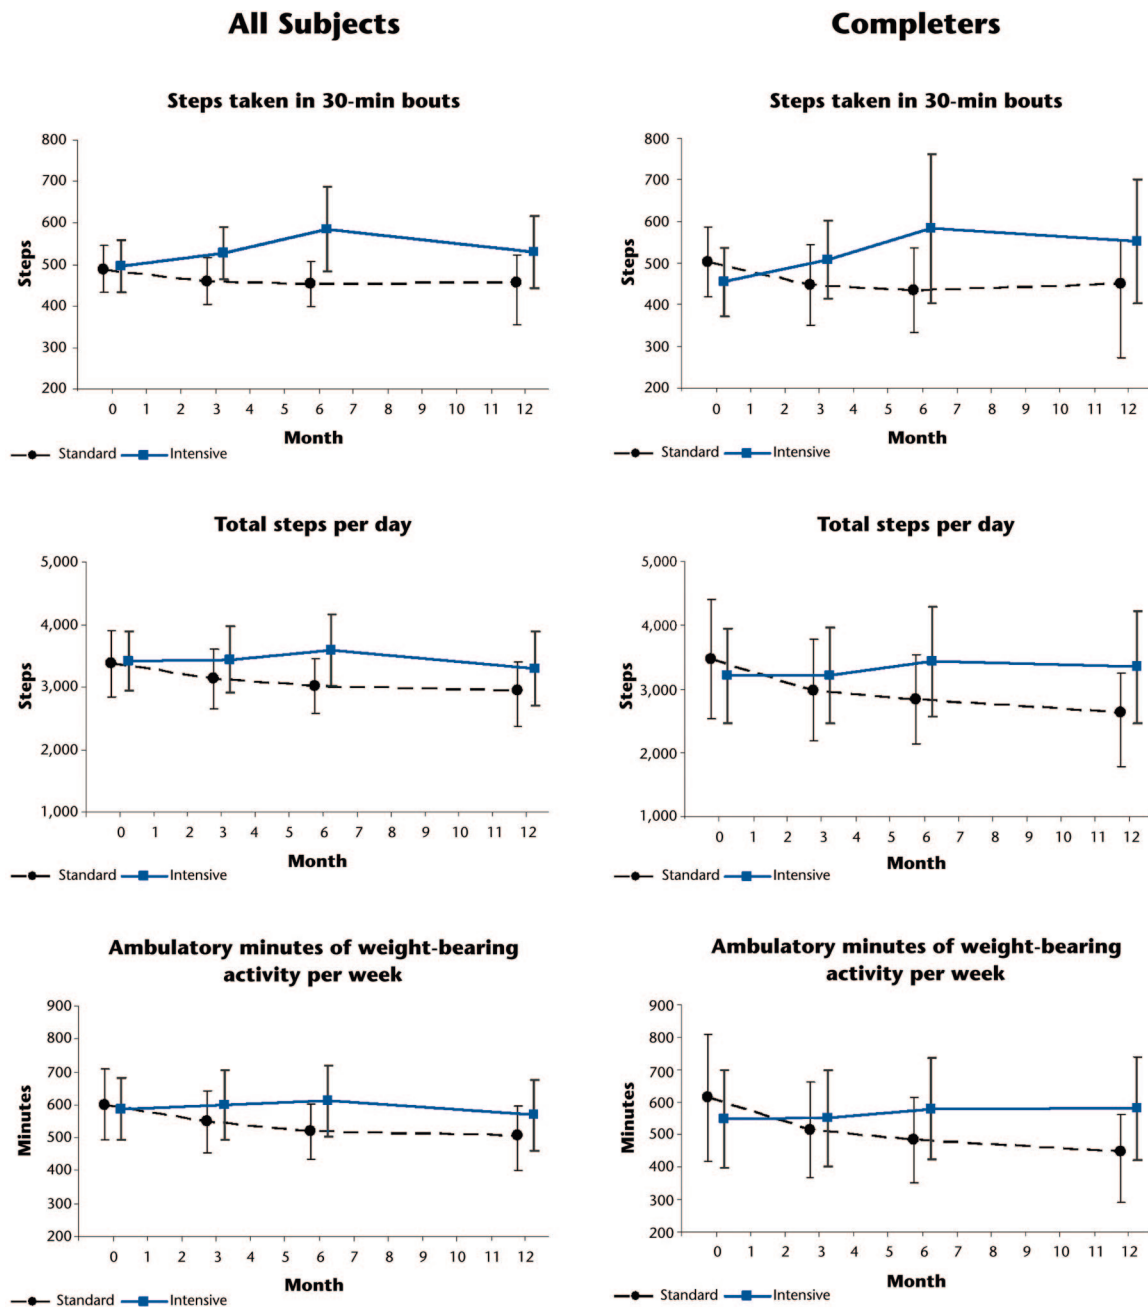 All Subjects
Completers
Steps taken in 30-min bouts
800
700
600
500
400
300
200
Steps
0 1 2 3 4 5 6 7 8 9 10 11 12
Month
Standard Intensive
Steps taken in 30-min bouts
800
700
600
500
400
300
200
Steps
0 1 2 3 4 5 6 7 8 9 10 11 12
Month
Standard Intensive
Total steps per day
5,000
4,000
3,000
2,000
1,000
Steps
0 1 2 3 4 5 6 7 8 9 10 11 12
Month
Standard Intensive
Total steps per day
5,000
4,000
3,000
2,000
1,000
Steps
0 1 2 3 4 5 6 7 8 9 10 11 12
Month
Standard Intensive
Ambulatory minutes of weight-bearing
activity per week
900
800
700
600
500
400
300
200
Minutes
0 1 2 3 4 5 6 7 8 9 10 11 12
Month
Standard Intensive
Ambulatory minutes of weight-bearing
activity per week
900
800
700
600
500
400
300
200
Minutes
0 1 2 3 4 5 6 7 8 9 10 11 12
Month
Standard Intensive